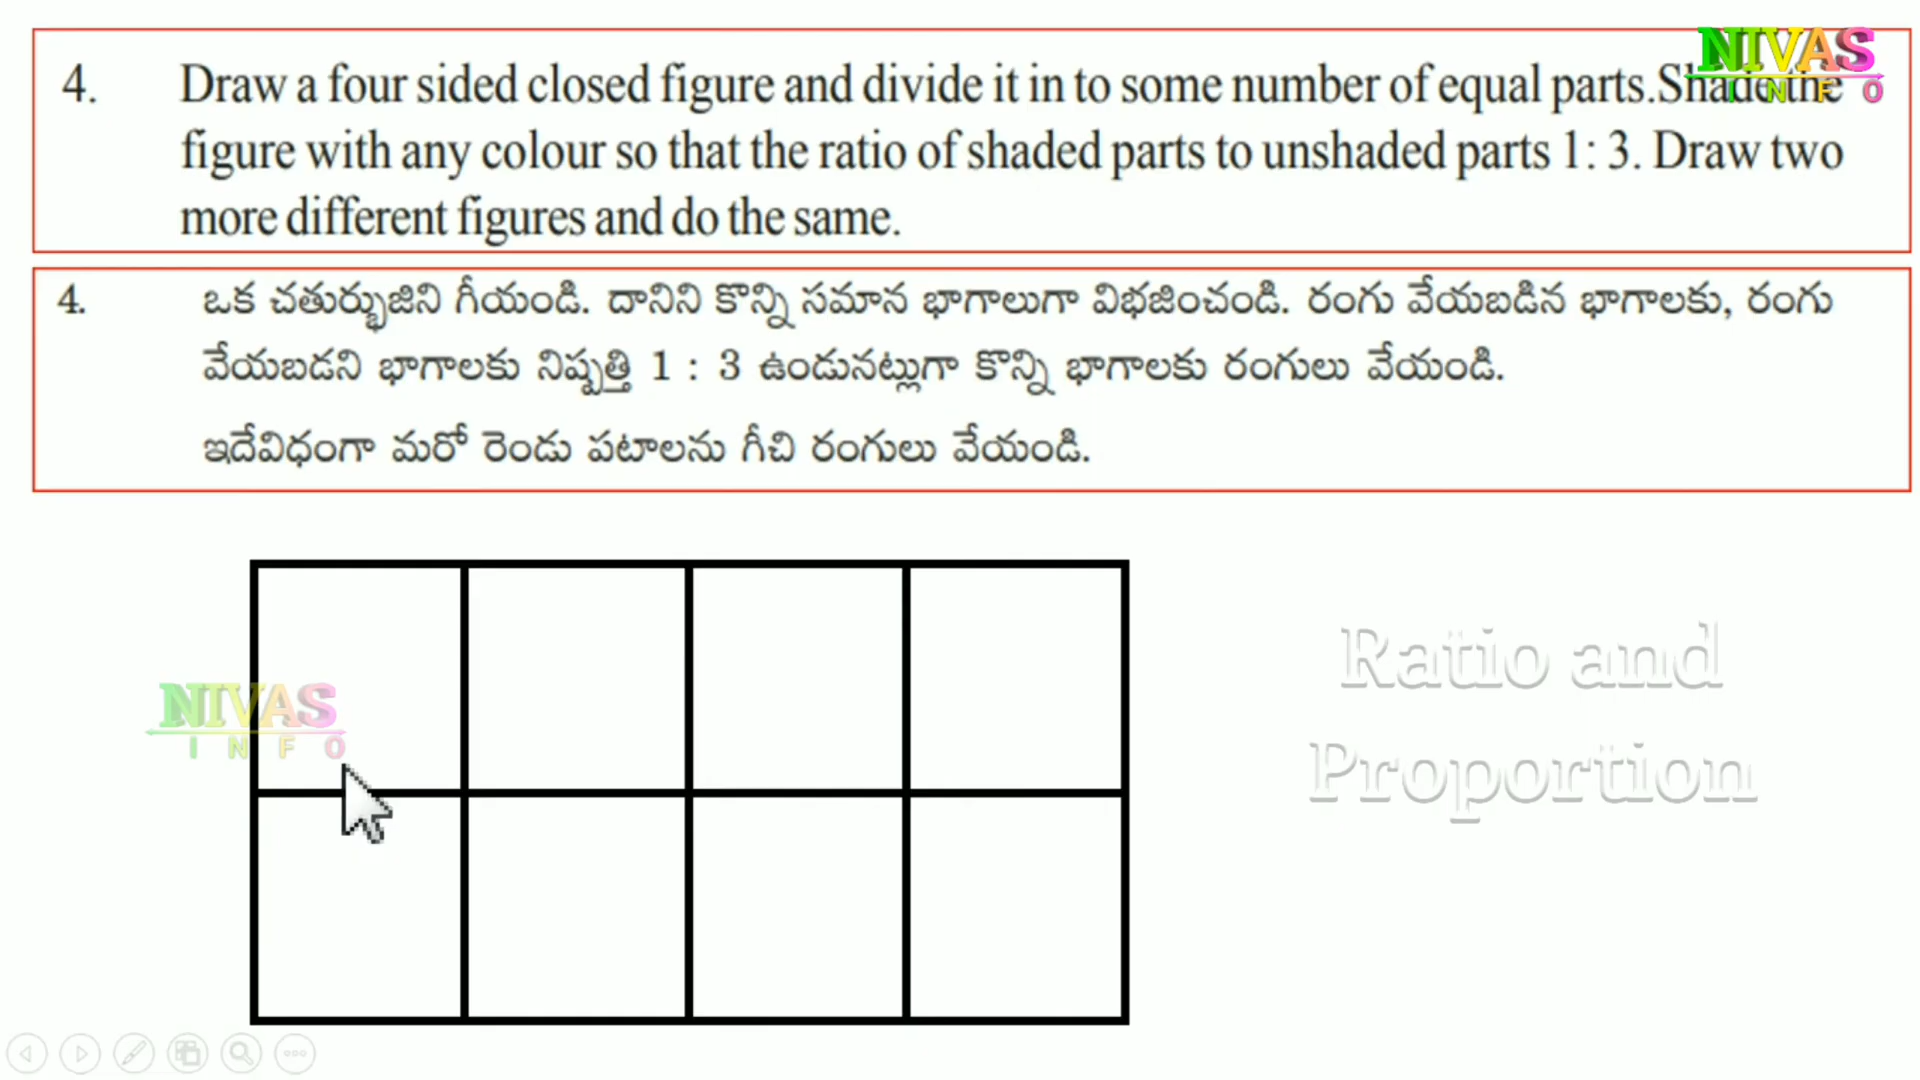 4. Draw a four sided closed figure and divide it in to some number of equal parts.Shade the
figure with any colour so that the ratio of shaded parts to unshaded parts 1: 3. Draw two
more different figures and do the same.
NIVAS
INFO
4. ఒక చతుర్భుజిని గీయండి. దానిని కొన్ని సమాన భాగాలుగా విభజించండి. రంగు వేయబడిన భాగాలకు, రంగు
వేయబడని భాగాలకు నిష్పత్తి 1 : 3 ఉండునట్లుగా కొన్ని భాగాలకు రంగులు వేయండి.
ఇదేవిధంగా మరో రెండు పటాలను గీచి రంగులు వేయండి.
NIVAS
INFO
Ratio and
Proportion